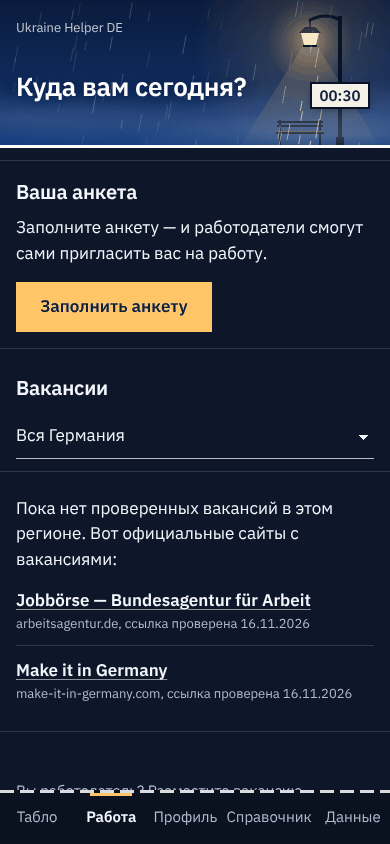 Ukraine Helper DE
Куда вам сегодня?
00:30
Ваша анкета
Заполните анкету — и работодатели смогут
сами пригласить вас на работу.
Заполнить анкету
Вакансии
Вся Германия
Пока нет проверенных вакансий в этом
регионе. Вот официальные сайты с
вакансиями:
Jobbörse — Bundesagentur für Arbeit
arbeitsagentur.de, ссылка проверена 16.11.2026
Make it in Germany
make-it-in-germany.com, ссылка проверена 16.11.2026
Табло Работа Профиль Справочник Данные